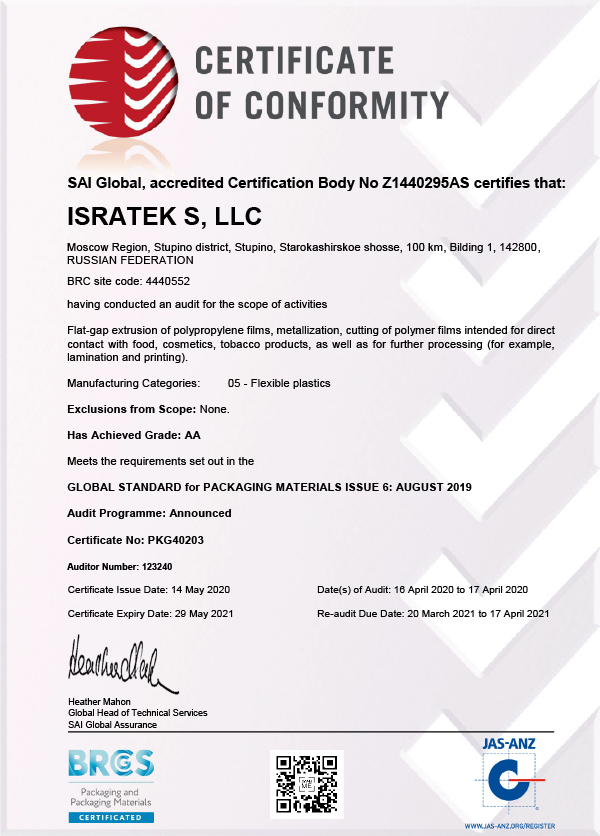 CERTIFICATE
OF CONFORMITY
SAI Global, accredited Certification Body No Z1440295AS certifies that:
ISRATEK S, LLC
Moscow Region, Stupino district, Stupino, Starokashirskoe shosse, 100 km, Bilding 1, 142800,
RUSSIAN FEDERATION
BRC site code: 4440552
having conducted an audit for the scope of activities
Flat-gap extrusion of polypropylene films, metallization, cutting of polymer films intended for direct
contact with food, cosmetics, tobacco products, as well as for further processing (for example,
lamination and printing).
Manufacturing Categories: 05 - Flexible plastics
Exclusions from Scope: None.
Has Achieved Grade: AA
Meets the requirements set out in the
GLOBAL STANDARD for PACKAGING MATERIALS ISSUE 6: AUGUST 2019
Audit Programme: Announced
Certificate No: PKG40203
Auditor Number: 123240
Certificate Issue Date: 14 May 2020 Date(s) of Audit: 16 April 2020 to 17 April 2020
Certificate Expiry Date: 29 May 2021 Re-audit Due Date: 20 March 2021 to 17 April 2021
Heather Mahon
Global Head of Technical Services
SAI Global Assurance
BRCGS
Packaging and
Packaging Materials
CERTIFICATED
JAS-ANZ
WWW.JAS-ANZ.ORG/REGISTER